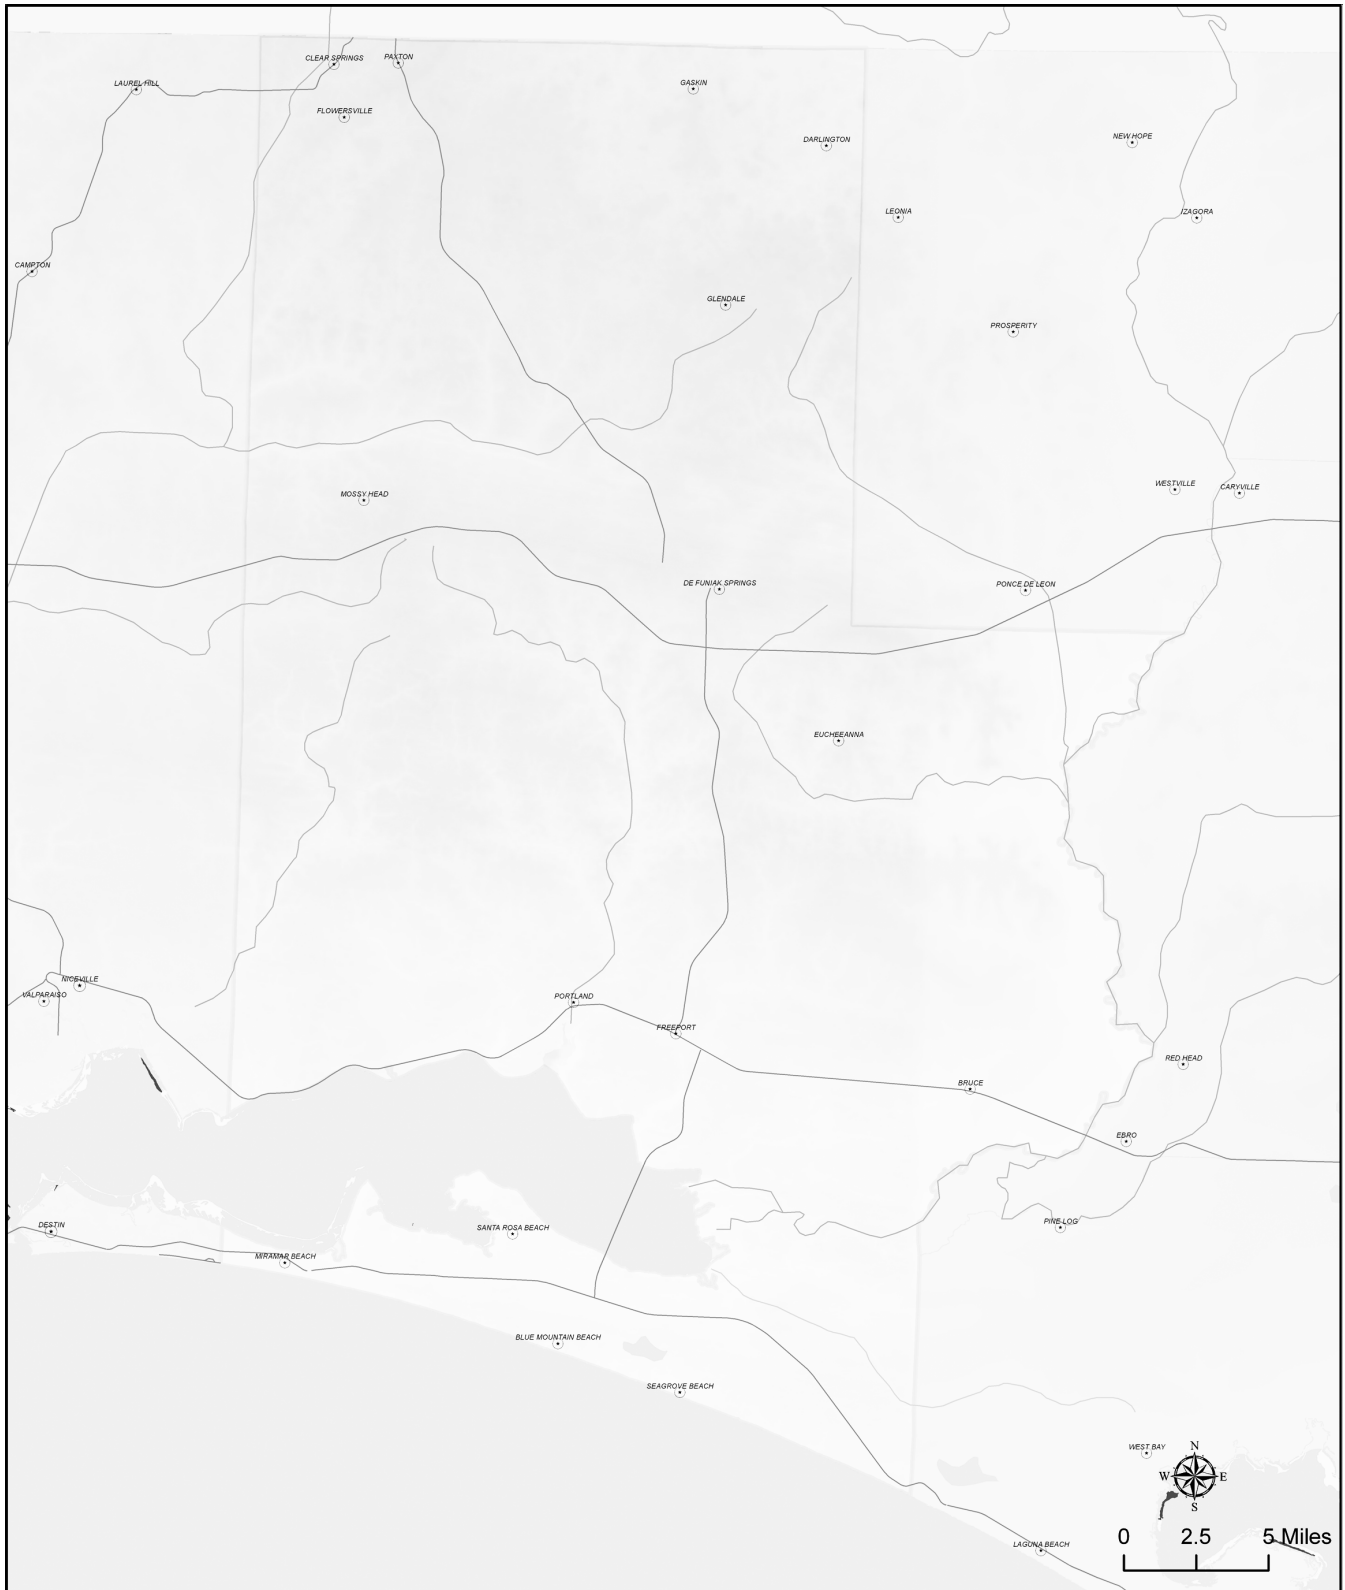 CLEAR SPRINGS
PAXTON
LAUREL HILL
GASKIN
FLOWERSVILLE
DARLINGTON
NEW HOPE
LEONIA
IZAGORA
CAMPTON
GLENDALE
PROSPERITY
WESTVILLE
CARYVILLE
MOSSY HEAD
DE FUNIAK SPRINGS
PONCE DE LEON
EUCHEEANNA
NICEVILLE
VALPARAISO
PORTLAND
FREEPORT
RED HEAD
BRUCE
EBRO
DESTIN
SANTA ROSA BEACH
PINE LOG
MIRAMAR BEACH
BLUE MOUNTAIN BEACH
SEAGROVE BEACH
WEST BAY
N
W E
S
0 2.5 5 Miles
LAGUNA BEACH